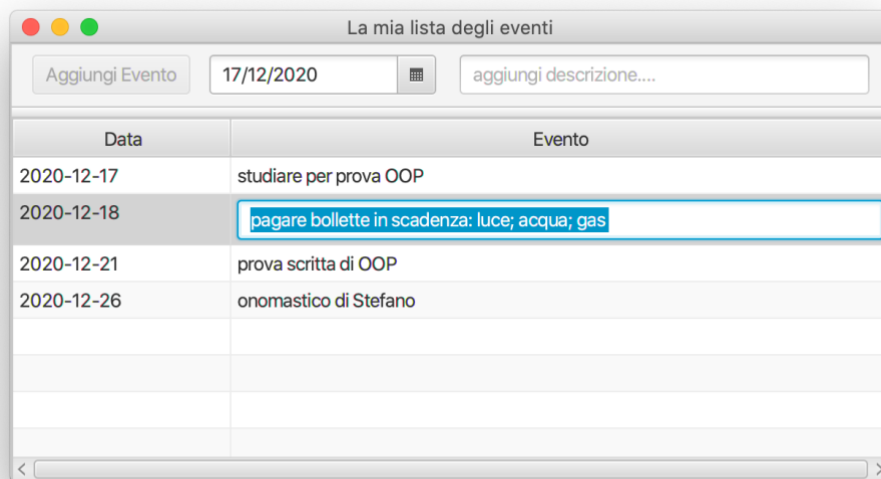 La mia lista degli eventi
Aggiungi Evento 17/12/2020 aggiungi descrizione....
Data Evento
2020-12-17 studiare per prova OOP
2020-12-18 pagare bollette in scadenza: luce; acqua; gas
2020-12-21 prova scritta di OOP
2020-12-26 onomastico di Stefano